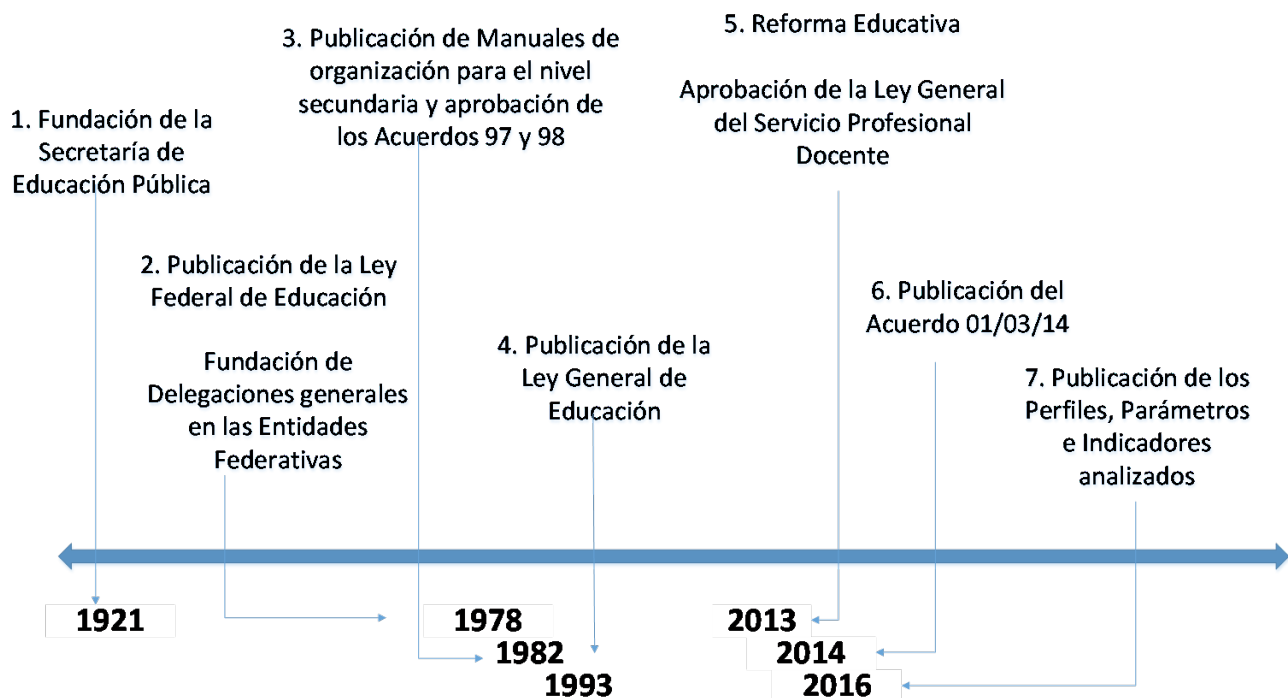 1. Fundación de la
Secretaría de
Educación Pública
2. Publicación de la Ley
Federal de Educación
Fundación de
Delegaciones generales
en las Entidades
Federativas
3. Publicación de Manuales de
organización para el nivel
secundaria y aprobación de
los Acuerdos 97 y 98
4. Publicación de la
Ley General de
Educación
5. Reforma Educativa
Aprobación de la Ley General
del Servicio Profesional
Docente
6. Publicación del
Acuerdo 01/03/14
7. Publicación de los
Perfiles, Parámetros
e Indicadores
analizados
1921
1978
1982
1993
2013
2014
2016